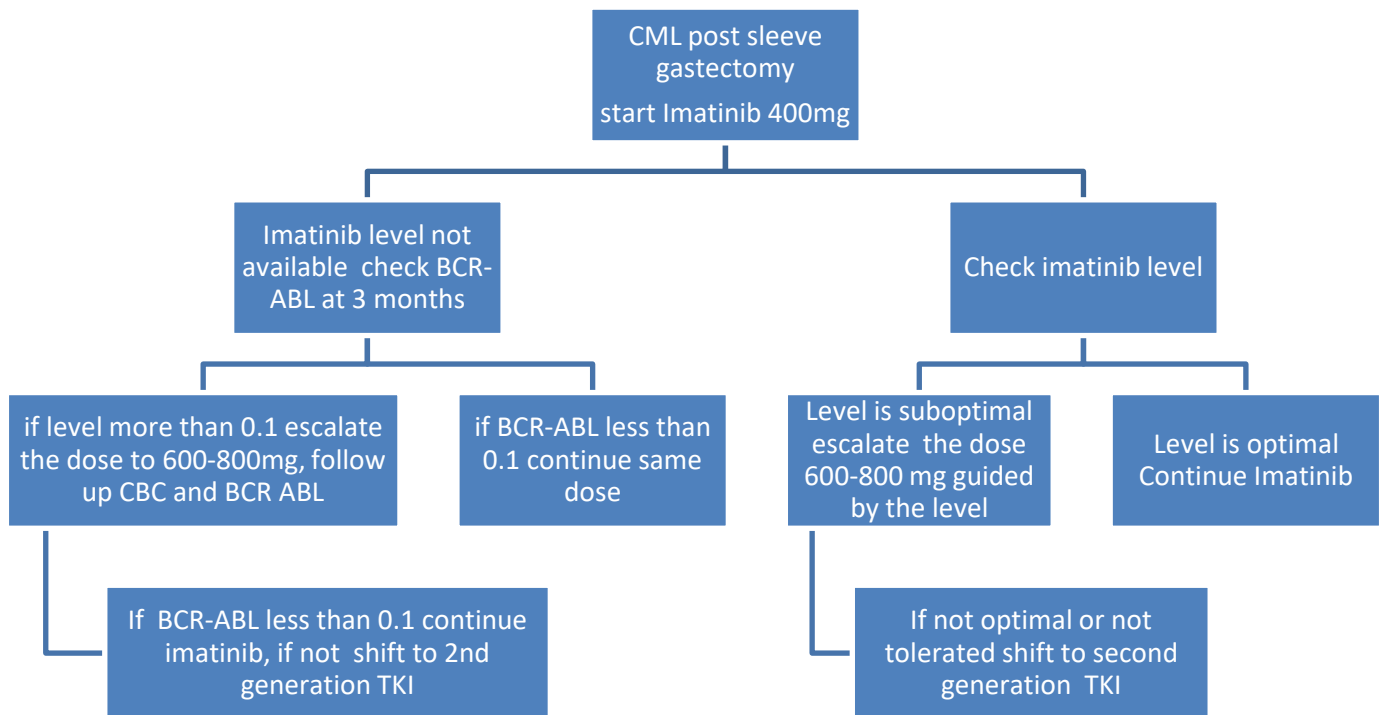 CML post sleeve
gastectomy
start Imatinib 400mg
Imatinib level not
available check BCR-
ABL at 3 months
Check imatinib level
if level more than 0.1 escalate
the dose to 600-800mg, follow
up CBC and BCR ABL
if BCR-ABL less than
0.1 continue same
dose
Level is suboptimal
escalate the dose
600-800 mg guided
by the level
Level is optimal
Continue Imatinib
If BCR-ABL less than 0.1 continue
imatinib, if not shift to 2nd
generation TKI
If not optimal or not
tolerated shift to second
generation TKI